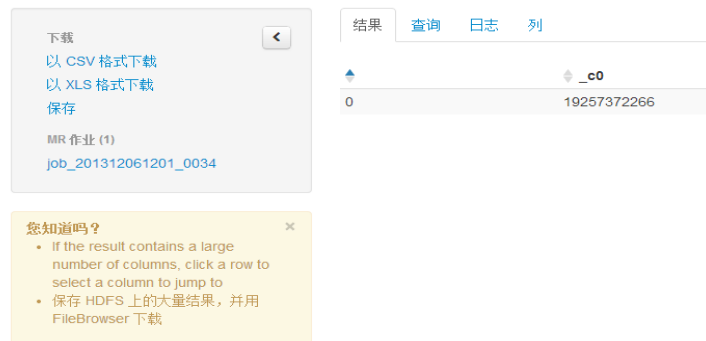 下载
以 CSV 格式下载
以 XLS 格式下载
保存
MR 作业 (1)
job_201312061201_0034
您知道吗？
If the result contains a large
number of columns, click a row to
select a column to jump to
保存 HDFS 上的大量结果，并用
FileBrowser 下载
结果 查询 日志 列
_c0
0 19257372266